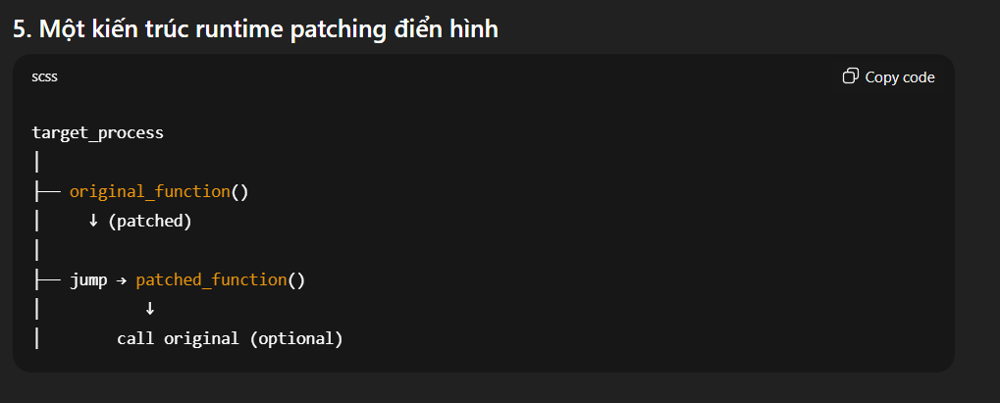 5. Một kiến trúc runtime patching điển hình
scss
Copy code
target_process
│
├── original_function()
│     ↓ (patched)
│
├── jump → patched_function()
│           ↓
│        call original (optional)